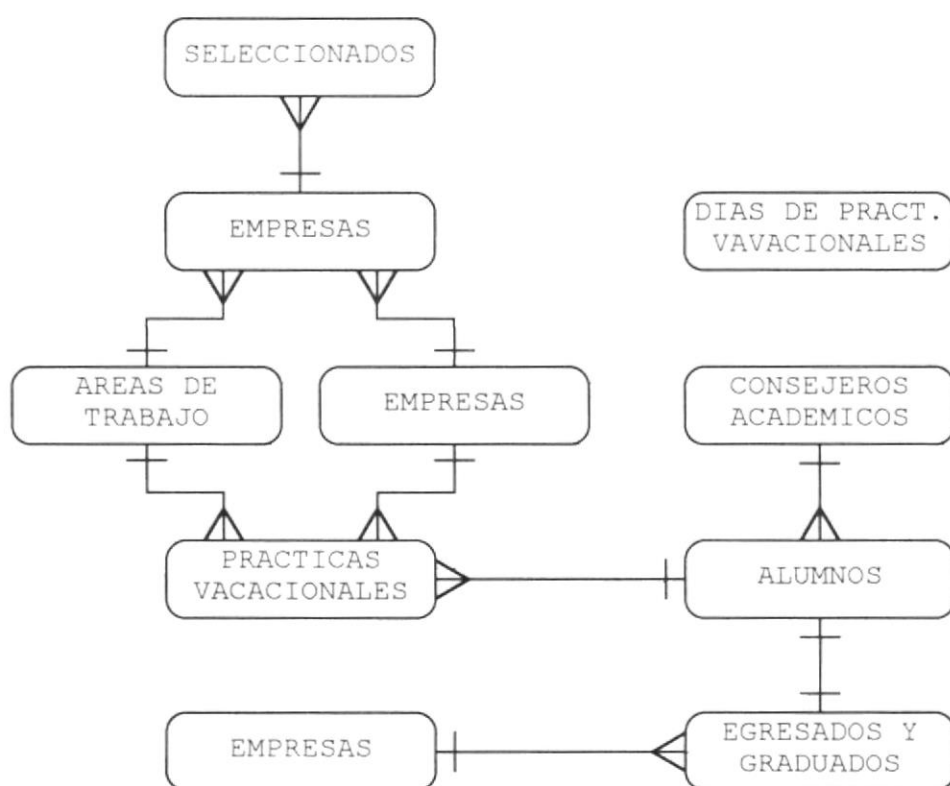 SELECCIONADOS
EMPRESAS
DIAS DE PRACT.
VAVACIONALES
AREAS DE
TRABAJO
EMPRESAS
CONSEJEROS
ACADEMICOS
PRACTICAS
VACACIONALES
ALUMNOS
EMPRESAS
EGRESADOS Y
GRADUADOS